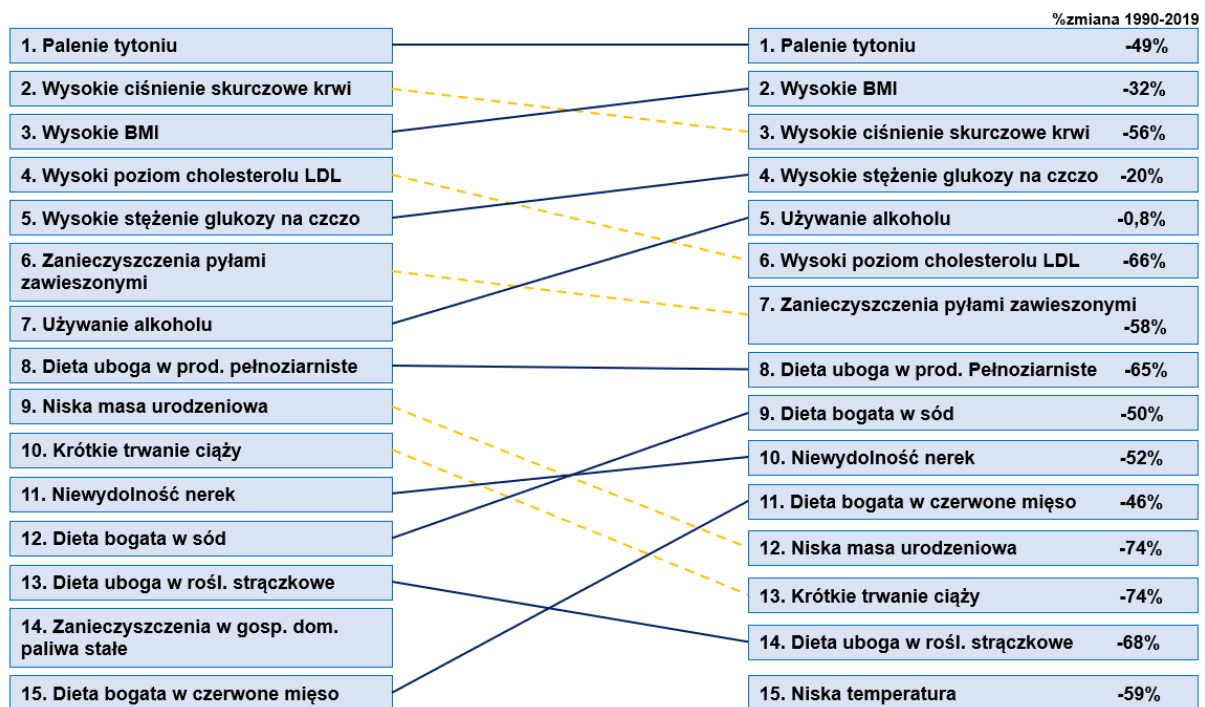 %zmiana 1990-2019
1. Palenie tytoniu
2. Wysokie ciśnienie skurczowe krwi
3. Wysokie BMI
4. Wysoki poziom cholesterolu LDL
5. Wysokie stężenie glukozy na czczo
6. Zanieczyszczenia pyłami
zawieszonymi
7. Używanie alkoholu
8. Dieta uboga w prod. pełnoziarniste
9. Niska masa urodzeniowa
10. Krótkie trwanie ciąży
11. Niewydolność nerek
12. Dieta bogata w sód
13. Dieta uboga w rośl. strączkowe
14. Zanieczyszczenia w gosp. dom.
paliwa stałe
15. Dieta bogata w czerwone mięso
1. Palenie tytoniu -49%
2. Wysokie BMI -32%
3. Wysokie ciśnienie skurczowe krwi -56%
4. Wysokie stężenie glukozy na czczo -20%
5. Używanie alkoholu -0,8%
6. Wysoki poziom cholesterolu LDL -66%
7. Zanieczyszczenia pyłami zawieszonymi
-58%
8. Dieta uboga w prod. Pełnoziarniste -65%
9. Dieta bogata w sód -50%
10. Niewydolność nerek -52%
11. Dieta bogata w czerwone mięso -46%
12. Niska masa urodzeniowa -74%
13. Krótkie trwanie ciąży -74%
14. Dieta uboga w rośl. strączkowe -68%
15. Niska temperatura -59%